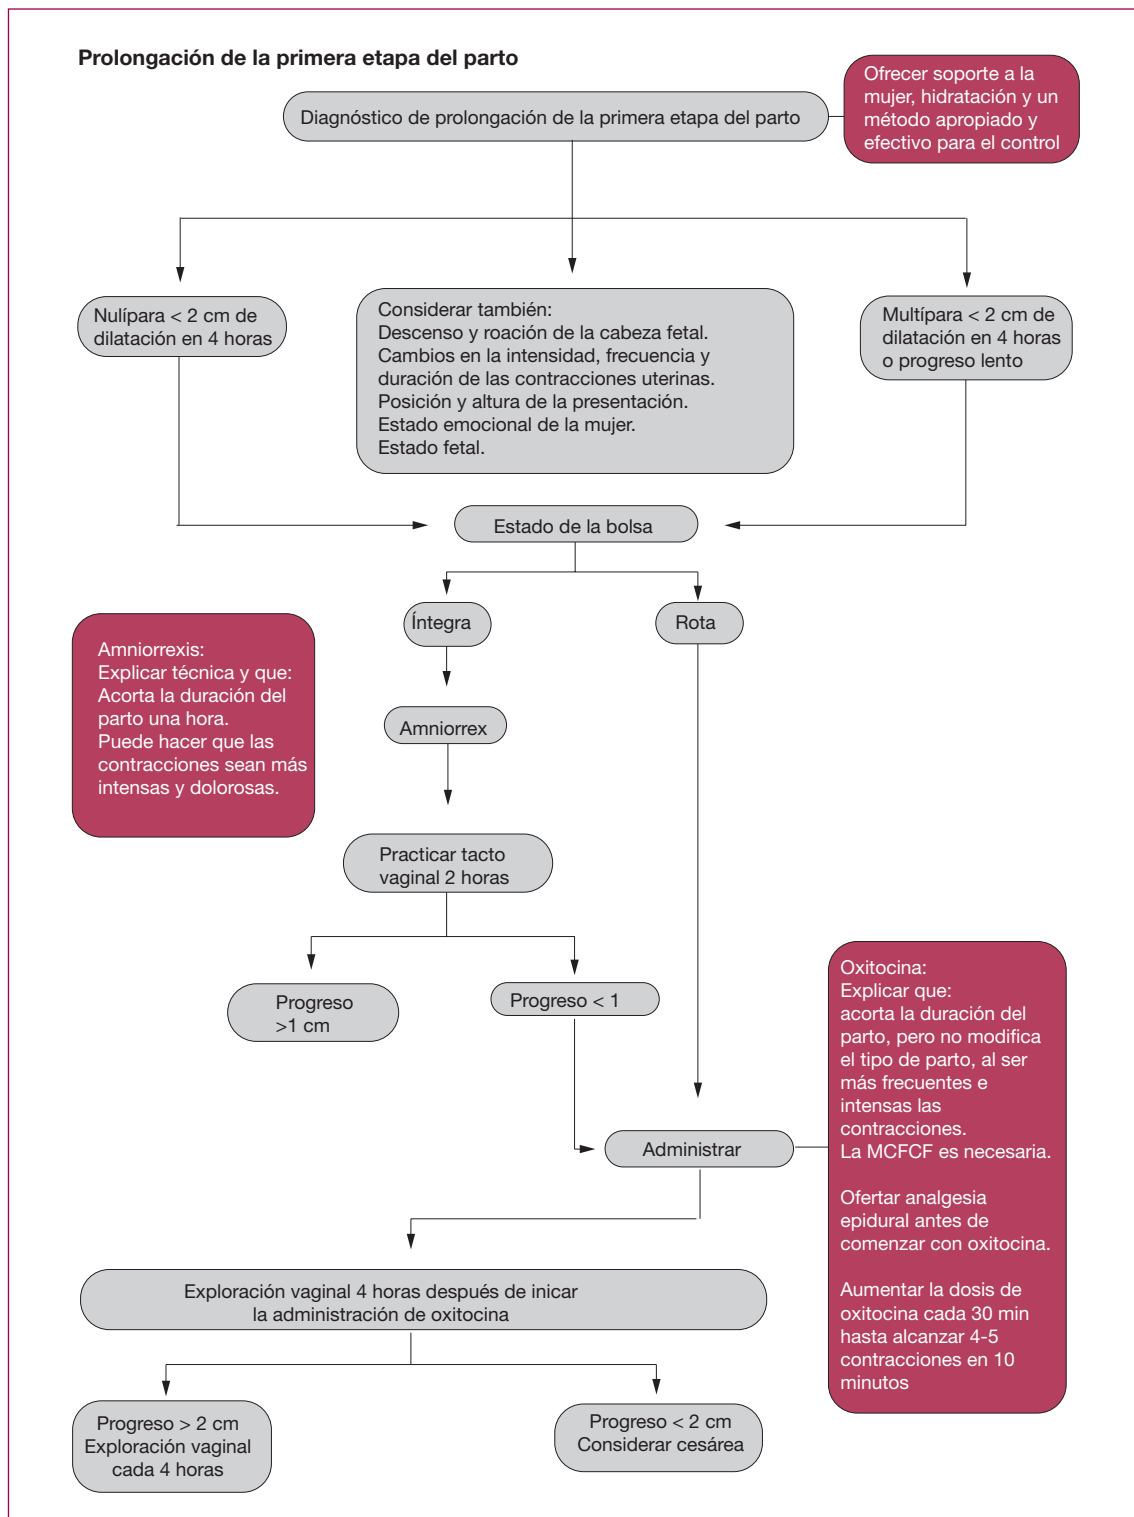 Prolongación de la primera etapa del parto
Ofrecer soporte a la
mujer, hidratación y un
método apropiado y
efectivo para el control
Diagnóstico de prolongación de la primera etapa del parto
Nulípara < 2 cm de
dilatación en 4 horas
Considerar también:
Descenso y roación de la cabeza fetal.
Cambios en la intensidad, frecuencia y
duración de las contracciones uterinas.
Posición y altura de la presentación.
Estado emocional de la mujer.
Estado fetal.
Multípara < 2 cm de
dilatación en 4 horas
o progreso lento
Estado de la bolsa
Íntegra
Rota
Amniorrexis:
Explicar técnica y que:
Acorta la duración del
parto una hora.
Puede hacer que las
contracciones sean más
intensas y dolorosas.
Amniorrex
Practicar tacto
vaginal 2 horas
Progreso
>1 cm
Progreso < 1
Oxitocina:
Explicar que:
acorta la duración del
parto, pero no modifica
el tipo de parto, al ser
más frecuentes e
intensas las
contracciones.
La MCFCF es necesaria.
Ofertar analgesia
epidural antes de
comenzar con oxitocina.
Aumentar la dosis de
oxitocina cada 30 min
hasta alcanzar 4-5
contracciones en 10
minutos
Administrar
Exploración vaginal 4 horas después de inicar
la administración de oxitocina
Progreso > 2 cm
Exploración vaginal
cada 4 horas
Progreso < 2 cm
Considerar cesárea